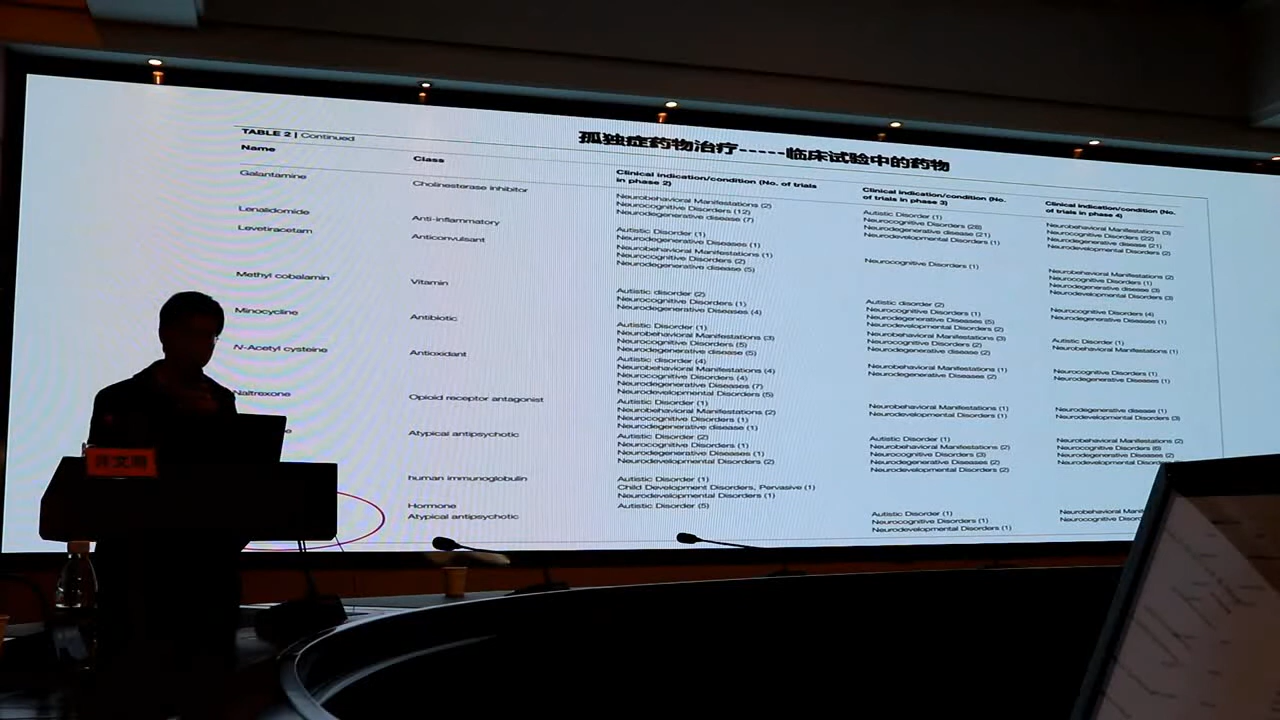 孤独症药物治疗-----临床试验中的药物
TABLE 2 | Continued
Name
Class
Clinical indication/condition (No. of trials
in phase 2)
Clinical indication/condition (No.
of trials in phase 3)
Clinical indication/condition (No.
of trials in phase 4)
Galantamine
Cholinesterase inhibitor
Neurobehavioral Manifestations (2)
Neurocognitive Disorders (12)
Neurodegenerative disease (7)
Autistic Disorder (1)
Neurocognitive Disorders (28)
Neurodegenerative disease (21)
Neurodevelopmental Disorders (1)
Neurobehavioral Manifestations (3)
Neurocognitive Disorders (22)
Neurodegenerative disease (21)
Neurodevelopmental Disorders (2)
Lenalidomide
Anti-inflammatory
Autistic Disorder (1)
Neurodegenerative Diseases (1)
Levetiracetam
Anticonvulsant
Neurobehavioral Manifestations (1)
Neurocognitive Disorders (2)
Neurodegenerative disease (5)
Neurocognitive Disorders (1)
Neurobehavioral Manifestations (2)
Neurocognitive Disorders (1)
Neurodegenerative disease (3)
Neurodevelopmental Disorders (3)
Methyl cobalamin
Vitamin
Autistic disorder (2)
Neurocognitive Disorders (1)
Neurodegenerative Diseases (4)
Autistic disorder (2)
Neurocognitive Disorders (1)
Neurodegenerative Diseases (5)
Neurodevelopmental Disorders (2)
Neurocognitive Disorders (4)
Neurodegenerative Diseases (1)
Minocycline
Antibiotic
Autistic Disorder (1)
Neurobehavioral Manifestations (3)
Neurocognitive Disorders (5)
Neurodegenerative disease (5)
Neurobehavioral Manifestations (3)
Neurocognitive Disorders (2)
Neurodegenerative disease (2)
Autistic Disorder (1)
Neurobehavioral Manifestations (1)
N-Acetyl cysteine
Antioxidant
Autistic disorder (4)
Neurobehavioral Manifestations (4)
Neurocognitive Disorders (4)
Neurodegenerative Diseases (7)
Neurodevelopmental Disorders (5)
Neurobehavioral Manifestations (1)
Neurodegenerative Diseases (2)
Neurocognitive Disorders (1)
Neurodegenerative Diseases (1)
Naltrexone
Opioid receptor antagonist
Autistic Disorder (1)
Neurobehavioral Manifestations (2)
Neurocognitive Disorders (1)
Neurodegenerative disease (1)
Neurobehavioral Manifestations (1)
Neurodevelopmental Disorders (1)
Neurodegenerative disease (1)
Neurodevelopmental Disorders (3)
Atypical antipsychotic
Autistic Disorder (2)
Neurocognitive Disorders (1)
Neurodegenerative Diseases (1)
Neurodevelopmental Disorders (2)
Autistic Disorder (1)
Neurobehavioral Manifestations (2)
Neurocognitive Disorders (3)
Neurodegenerative Diseases (2)
Neurodevelopmental Disorders (2)
Neurobehavioral Manifestations (2)
Neurocognitive Disorders (6)
Neurodegenerative Diseases (2)
Neurodevelopmental
human immunoglobulin
Autistic Disorder (1)
Child Development Disorders, Pervasive (1)
Neurodevelopmental Disorders (1)
Hormone
Autistic Disorder (5)
Atypical antipsychotic
Autistic Disorder (1)
Neurocognitive Disorders (1)
Neurodevelopmental Disorders (1)
Neurobehavioral
Neurocognitive